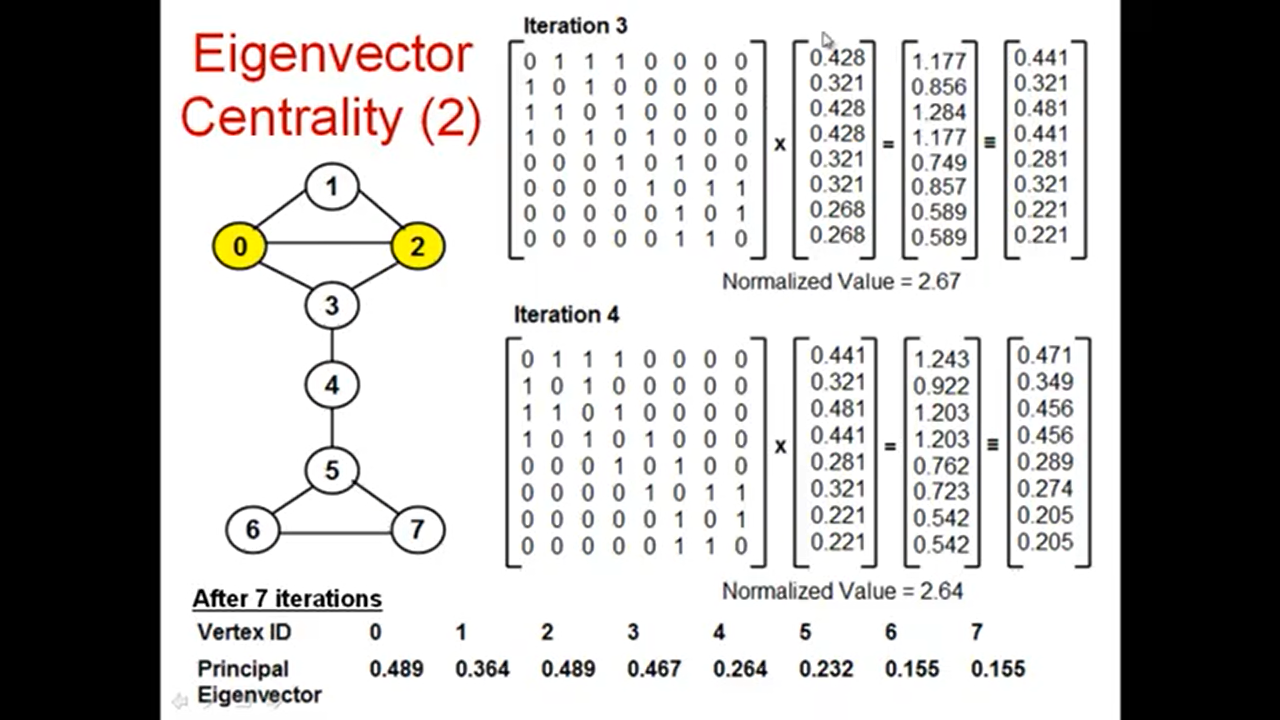 Eigenvector
Centrality (2)
1
0 2
3
4
5
6 7
Iteration 3
0 1 1 1 0 0 0 0 0.428 1.177 0.441
1 0 1 0 0 0 0 0 0.321 0.856 0.321
1 1 0 1 0 0 0 0 0.428 1.284 0.481
1 0 1 0 1 0 0 0 0.428 1.177 0.441
x = ≡
0 0 0 1 0 1 0 0 0.321 0.749 0.281
0 0 0 0 1 0 1 1 0.321 0.857 0.321
0 0 0 0 0 1 0 1 0.268 0.589 0.221
0 0 0 0 0 1 1 0 0.268 0.589 0.221
Normalized Value = 2.67
Iteration 4
0 1 1 1 0 0 0 0 0.441 1.243 0.471
1 0 1 0 0 0 0 0 0.321 0.922 0.349
1 1 0 1 0 0 0 0 0.481 1.203 0.456
1 0 1 0 1 0 0 0 0.441 1.203 0.456
x = ≡
0 0 0 1 0 1 0 0 0.281 0.762 0.289
0 0 0 0 1 0 1 1 0.321 0.723 0.274
0 0 0 0 0 1 0 1 0.221 0.542 0.205
0 0 0 0 0 1 1 0 0.221 0.542 0.205
Normalized Value = 2.64
After 7 iterations
Vertex ID 0 1 2 3 4 5 6 7
Principal 0.489 0.364 0.489 0.467 0.264 0.232 0.155 0.155
Eigenvector